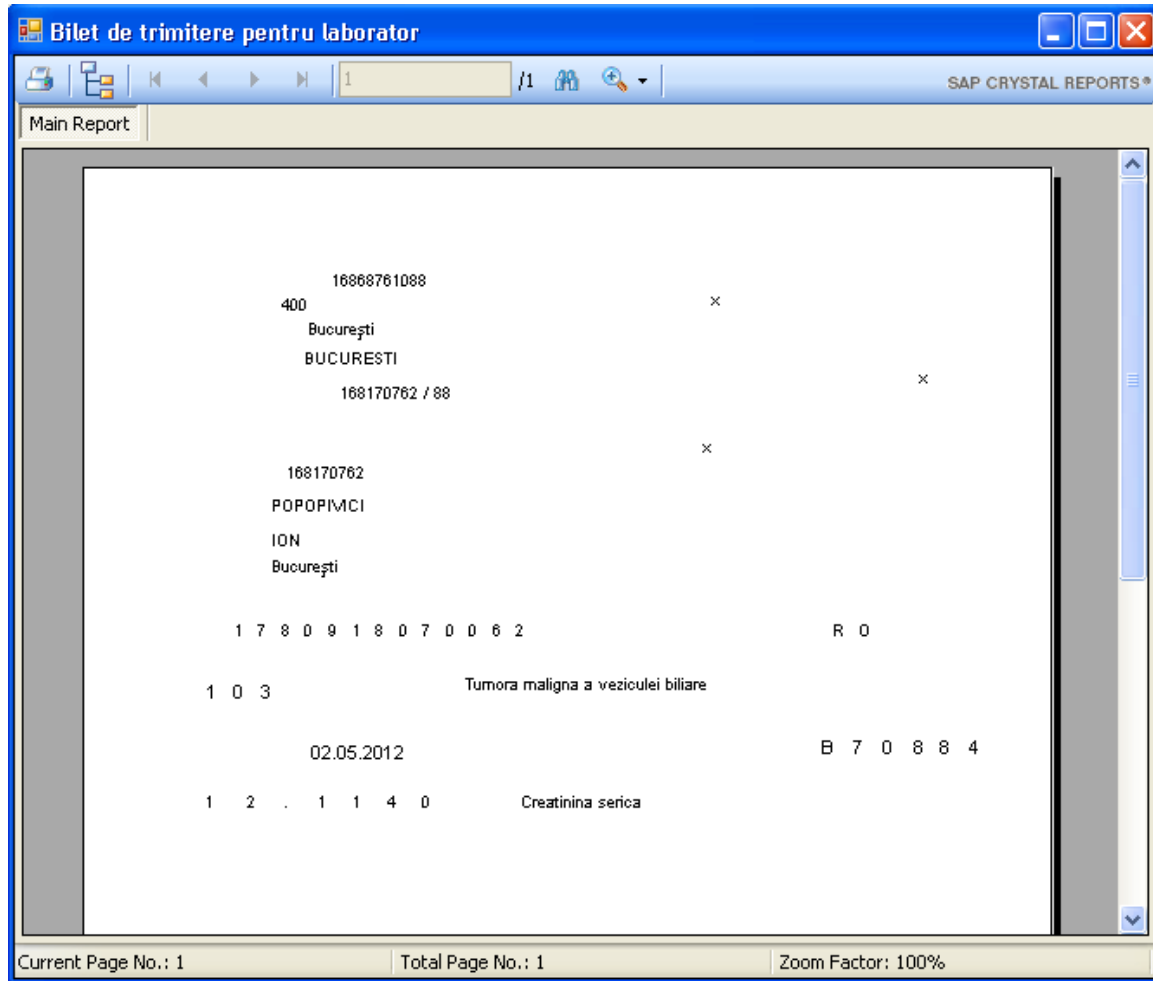 Bilet de trimitere pentru laborator
1 /1 SAP CRYSTAL REPORTS®
Main Report
16868761088
400 x
Bucureşti
BUCURESTI
x
168170762 / 88
x
168170762
POPOPIVICI
ION
Bucureşti
1 7 8 0 9 1 8 0 7 0 0 6 2 R O
1 0 3 Tumora maligna a veziculei biliare
02.05.2012 B 7 0 8 8 4
1 2 . 1 1 4 0 Creatinina serica
Current Page No.: 1 Total Page No.: 1 Zoom Factor: 100%